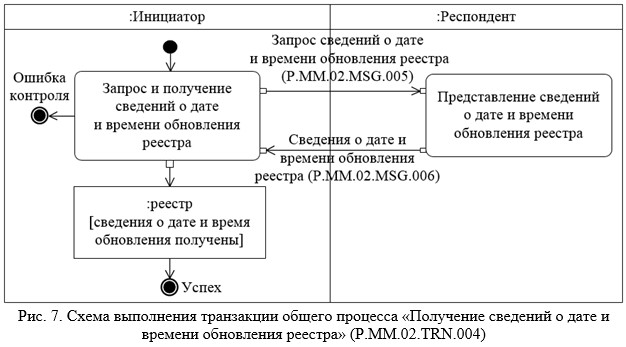 :Инициатор
:Респондент
Запрос сведений о дате
и времени обновления реестра
(P.MM.02.MSG.005)
Ошибка
контроля
Запрос и получение
сведений о дате
и времени обновления
реестра
Представление сведений
о дате и времени
обновления реестра
Сведения о дате и
времени обновления
реестра (P.MM.02.MSG.006)
:реестр
[сведения о дате и время
обновления получены]
Успех
Рис. 7. Схема выполнения транзакции общего процесса «Получение сведений о дате и
времени обновления реестра» (P.MM.02.TRN.004)